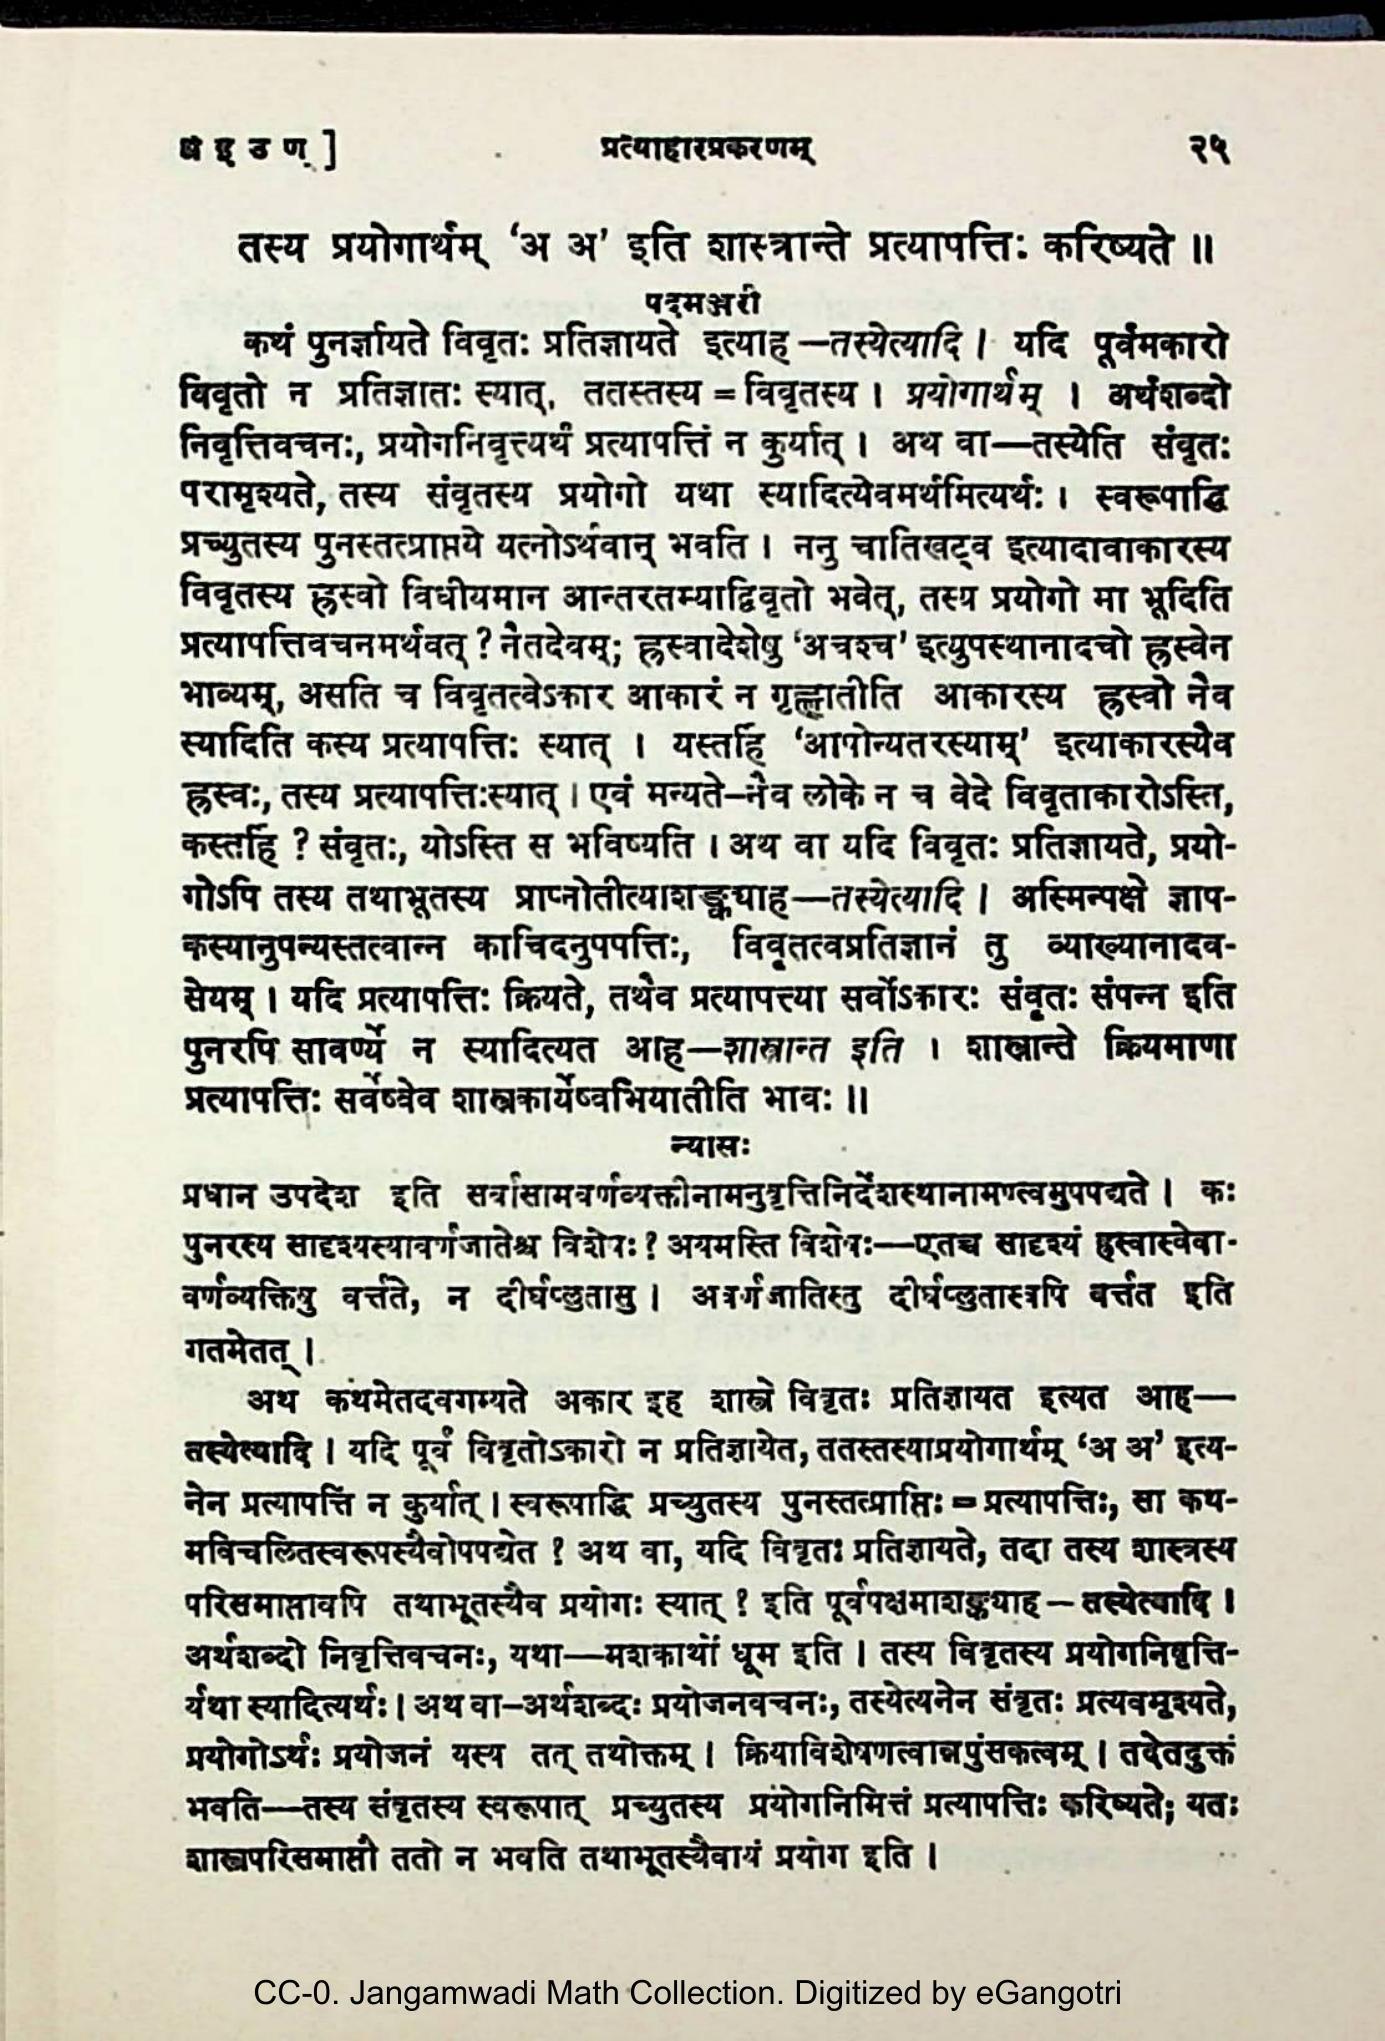 अ इ उ ण् ] प्रत्याहारप्रकरणम् २५
तस्य प्रयोगार्थम् ‘अ अ’ इति शास्त्रान्ते प्रत्यापत्तिः करिष्यते ॥
पदमञ्जरी
कथं पुनर्ज्ञायते विवृतः प्रतिज्ञायते इत्याह —तस्येत्यादि । यदि पूर्वमकारो
विवृतो न प्रतिज्ञातः स्यात्, ततस्तस्य = विवृतस्य । प्रयोगार्थम् । अर्थशब्दो
निवृत्तिवचनः, प्रयोगनिवृत्त्यर्थं प्रत्यापत्तिं न कुर्यात् । अथ वा—तस्येति संवृतः
परामृश्यते, तस्य संवृतस्य प्रयोगो यथा स्यादित्येवमर्थमित्यर्थः । स्वरूपाद्धि
प्रच्युतस्य पुनस्तत्प्राप्तये यत्नोऽर्थवान् भवति । ननु चातिखट्व इत्यादावाकारस्य
विवृतस्य ह्रस्वो विधीयमान आन्तरतम्याद्विवृतो भवेत्, तस्य प्रयोगो मा भूदिति
प्रत्यापत्तिवचनमर्थवत् ? नैतदेवम्; ह्रस्वादेशेषु ‘अचश्च’ इत्युपस्थानादचो ह्रस्वेन
भाव्यम्, असति च विवृतत्वेऽकार आकारं न गृह्णातीति आकारस्य ह्रस्वो नैव
स्यादिति कस्य प्रत्यापत्तिः स्यात् । यस्तर्हि ‘आपोन्यतरस्याम्’ इत्याकारस्यैव
ह्रस्वः, तस्य प्रत्यापत्तिःस्यात् । एवं मन्यते–नैव लोके न च वेदे विवृताकारोऽस्ति,
कस्तर्हि ? संवृतः, योऽस्ति स भविष्यति । अथ वा यदि विवृतः प्रतिज्ञायते, प्रयो-
गोऽपि तस्य तथाभूतस्य प्राप्नोतीत्याशङ्क्याह—तस्येत्यादि । अस्मिन्पक्षे ज्ञाप-
कस्यानुपन्यस्तत्वान्न काचिदनुपपत्तिः, विवृतत्वप्रतिज्ञानं तु व्याख्यानादव-
सेयम् । यदि प्रत्यापत्तिः क्रियते, तथैव प्रत्यापत्त्या सर्वोऽकारः संवृतः संपन्न इति
पुनरपि सावर्ण्यं न स्यादित्यत आह—शास्त्रान्त इति । शास्त्रान्ते क्रियमाणा
प्रत्यापत्तिः सर्वेष्वेव शास्त्रकार्येष्वभियातीति भावः ॥
न्यासः
प्रधान उपदेश इति सर्वासामवर्णव्यक्तीनामनुवृत्तिनिर्देशस्थानामण्त्वमुपपद्यते । कः
पुनरस्य सादृश्यस्यावर्णजातेश्च विशेषः ? अयमस्ति विशेषः—एतच्च सादृश्यं ह्रस्वास्वेवा-
वर्णव्यक्तिषु वर्त्तते, न दीर्घप्लुतासु । अवर्णजातिस्तु दीर्घप्लुतास्वपि वर्त्तत इति
गतमेतत् ।
अथ कथमेतदवगम्यते अकार इह शास्त्रे विवृतः प्रतिज्ञायत इत्यत आह—
तस्येत्यादि । यदि पूर्वं विवृतोऽकारो न प्रतिज्ञायेत, ततस्तस्याप्रयोगार्थम् ‘अ अ’ इत्य-
नेन प्रत्यापत्तिं न कुर्यात् । स्वरूपाद्धि प्रच्युतस्य पुनस्तत्प्राप्तिः = प्रत्यापत्तिः, सा कथ-
मविचलितस्वरूपस्यैवोपपद्येत ? अथ वा, यदि विवृतः प्रतिज्ञायते, तदा तस्य शास्त्रस्य
परिसमाप्तावपि तथाभूतस्यैव प्रयोगः स्यात् ? इति पूर्वपक्षमाशङ्क्याह — तस्येत्यादि ।
अर्थशब्दो निवृत्तिवचनः, यथा—मशकार्थो धूम इति । तस्य विवृतस्य प्रयोगनिवृत्ति-
र्यथा स्यादित्यर्थः । अथ वा–अर्थशब्दः प्रयोजनवचनः, तस्येत्यनेन संवृतः प्रत्यवमृश्यते,
प्रयोगोऽर्थः प्रयोजनं यस्य तत् तथोक्तम् । क्रियाविशेषणत्वान्नपुंसकत्वम् । तदेतदुक्तं
भवति—तस्य संवृतस्य स्वरूपात् प्रच्युतस्य प्रयोगनिमित्तं प्रत्यापत्तिः करिष्यते; यतः
शास्त्रपरिसमाप्तौ ततो न भवति तथाभूतस्यैवायं प्रयोग इति ।
CC-0. Jangamwadi Math Collection. Digitized by eGangotri